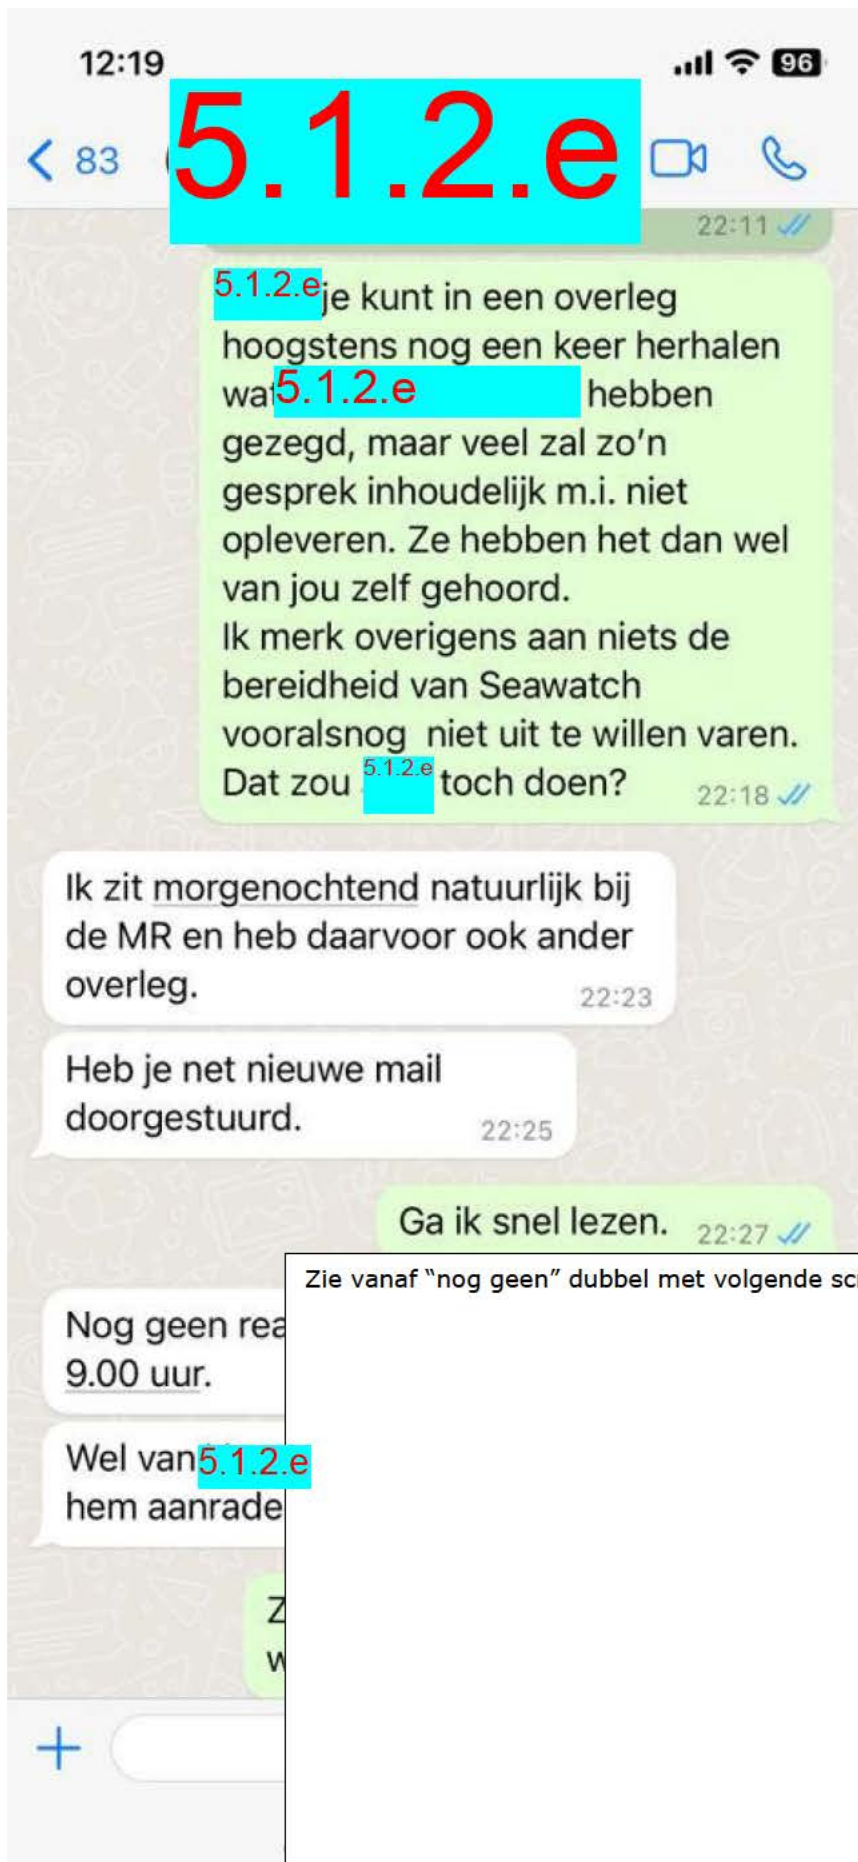 12:19
96
83
5.1.2.e
22:11
5.1.2.e je kunt in een overleg
hoogstens nog een keer herhalen
wat 5.1.2.e hebben
gezegd, maar veel zal zo'n
gesprek inhoudelijk m.i. niet
opleveren. Ze hebben het dan wel
van jou zelf gehoord.
Ik merk overigens aan niets de
bereidheid van Seawatch
vooralsnog niet uit te willen varen.
Dat zou 5.1.2.e toch doen?
22:18
Ik zit morgenochtend natuurlijk bij
de MR en heb daarvoor ook ander
overleg.
22:23
Heb je net nieuwe mail
doorgestuurd.
22:25
Ga ik snel lezen.
22:27
Zie vanaf "nog geen" dubbel met volgende sc
Nog geen rea
9.00 uur.
Wel van 5.1.2.e
hem aanrade
Z
w